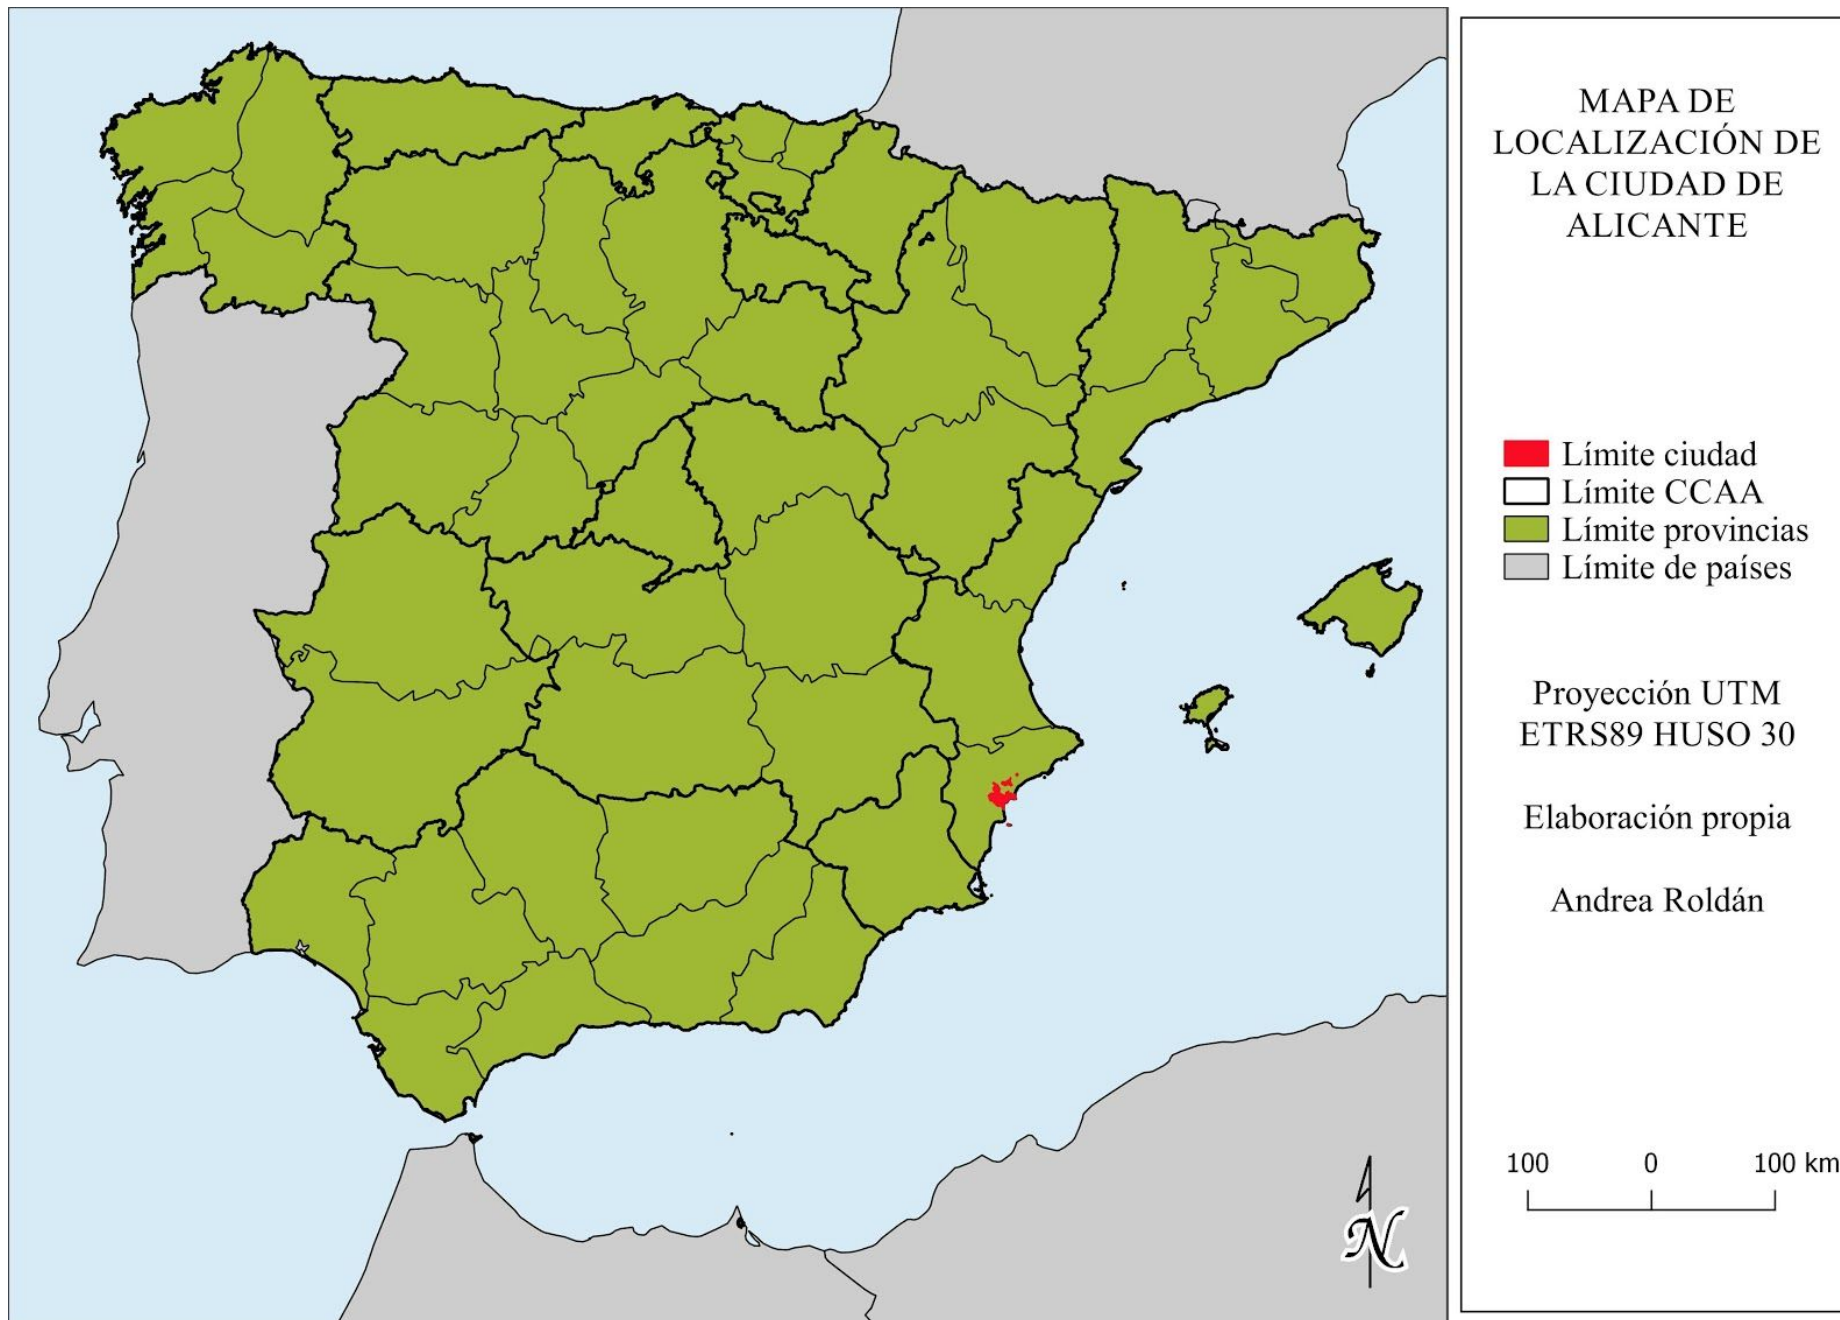 MAPA DE
LOCALIZACIÓN DE
LA CIUDAD DE
ALICANTE
Límite ciudad
Límite CCAA
Límite provincias
Límite de países
Proyección UTM
ETRS89 HUSO 30
Elaboración propia
Andrea Roldán
100 0 100 km
N